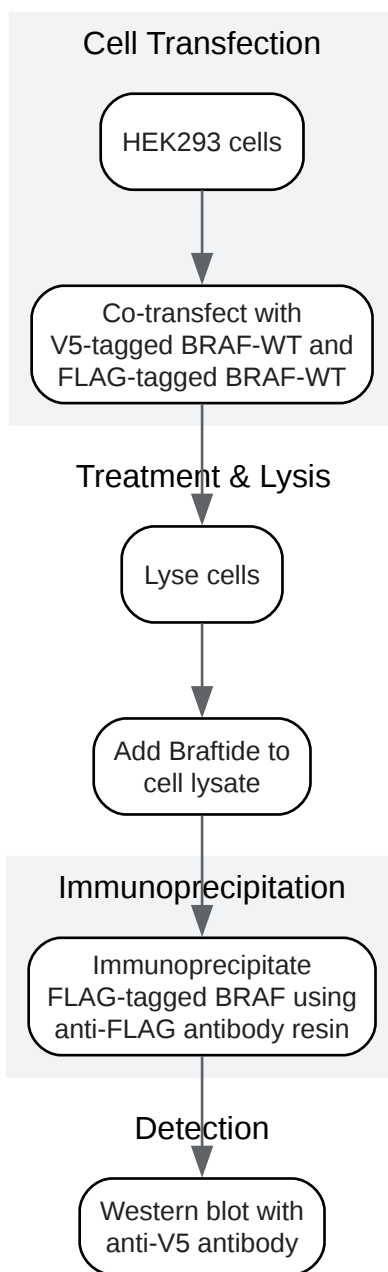 Cell Transfection
HEK293 cells
Co-transfect with
V5-tagged BRAF-WT and
FLAG-tagged BRAF-WT
Treatment & Lysis
Lyse cells
Add Braftide to
cell lysate
Immunoprecipitation
Immunoprecipitate
FLAG-tagged BRAF using
anti-FLAG antibody resin
Detection
Western blot with
anti-V5 antibody